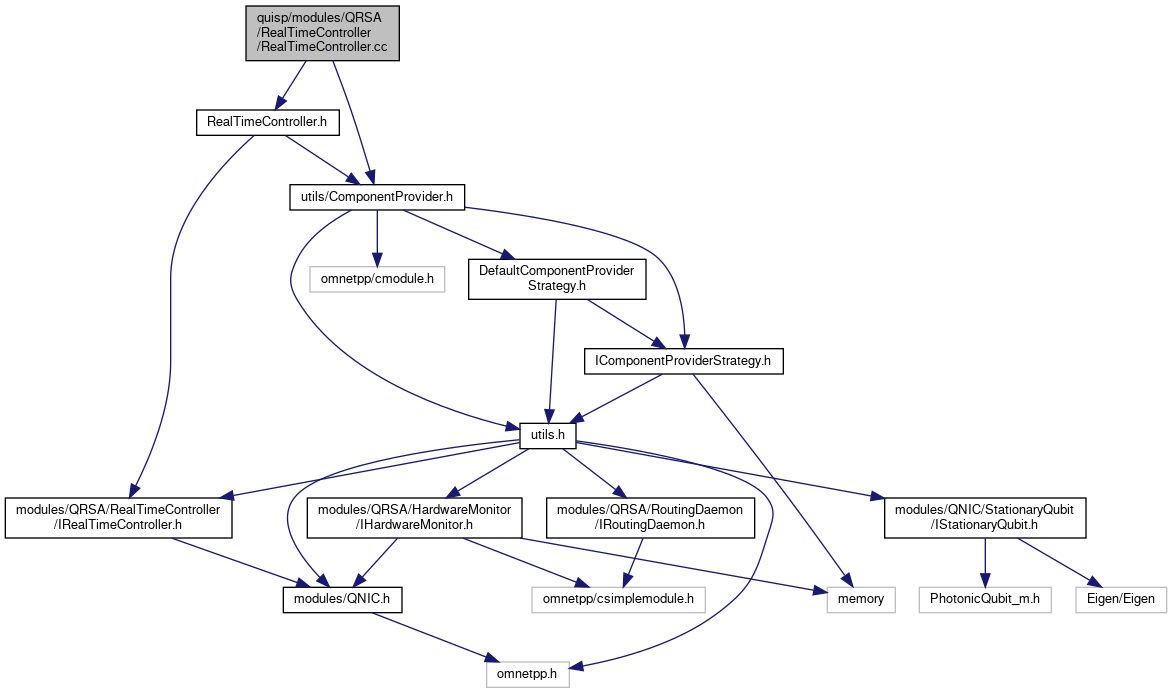 quisp/modules/QRSA
/RealTimeController
/RealTimeController.cc
RealTimeController.h
utils/ComponentProvider.h
omnetpp/cmodule.h
DefaultComponentProvider
Strategy.h
IComponentProviderStrategy.h
utils.h
modules/QRSA/RealTimeController
/IRealTimeController.h
modules/QRSA/HardwareMonitor
/IHardwareMonitor.h
modules/QRSA/RoutingDaemon
/IRoutingDaemon.h
modules/QNIC/StationaryQubit
/IStationaryQubit.h
modules/QNIC.h
omnetpp/csimplemodule.h
memory
PhotonicQubit_m.h
Eigen/Eigen
omnetpp.h